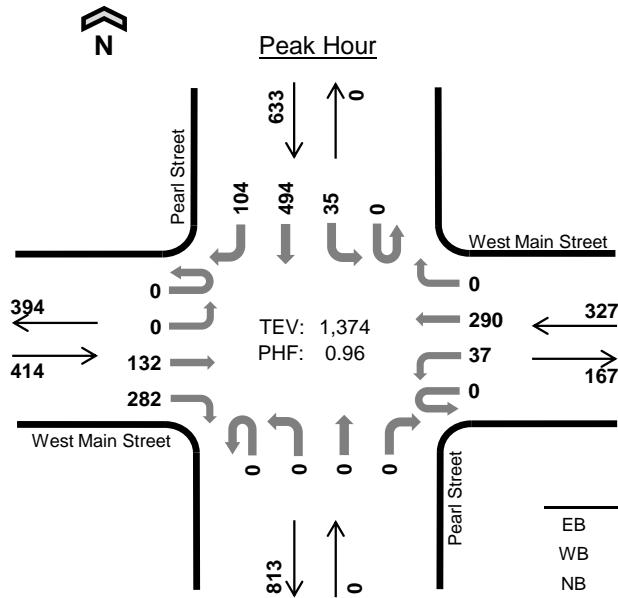 N
Peak Hour
633
0
Pearl Street
104
494
35
0
West Main Street
0
0
394
0
TEV: 1,374
290
327
414
132
PHF: 0.96
37
167
282
0
West Main Street
0
0
0
0
Pearl Street
EB
WB
813
0
NB